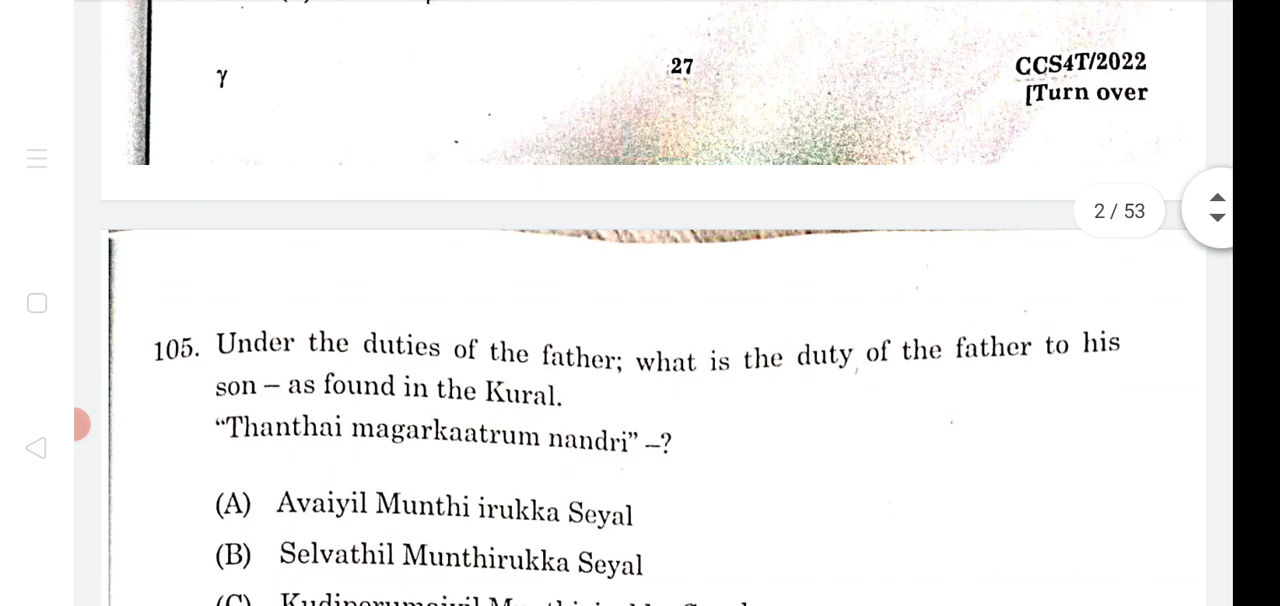 γ
27
CCS4T/2022
[Turn over
2 / 53
105. Under the duties of the father; what is the duty of the father to his
son – as found in the Kural.
“Thanthai magarkaatrum nandri” –?
(A) Avaiyil Munthi irukka Seyal
(B) Selvathil Munthirukka Seyal
(C)